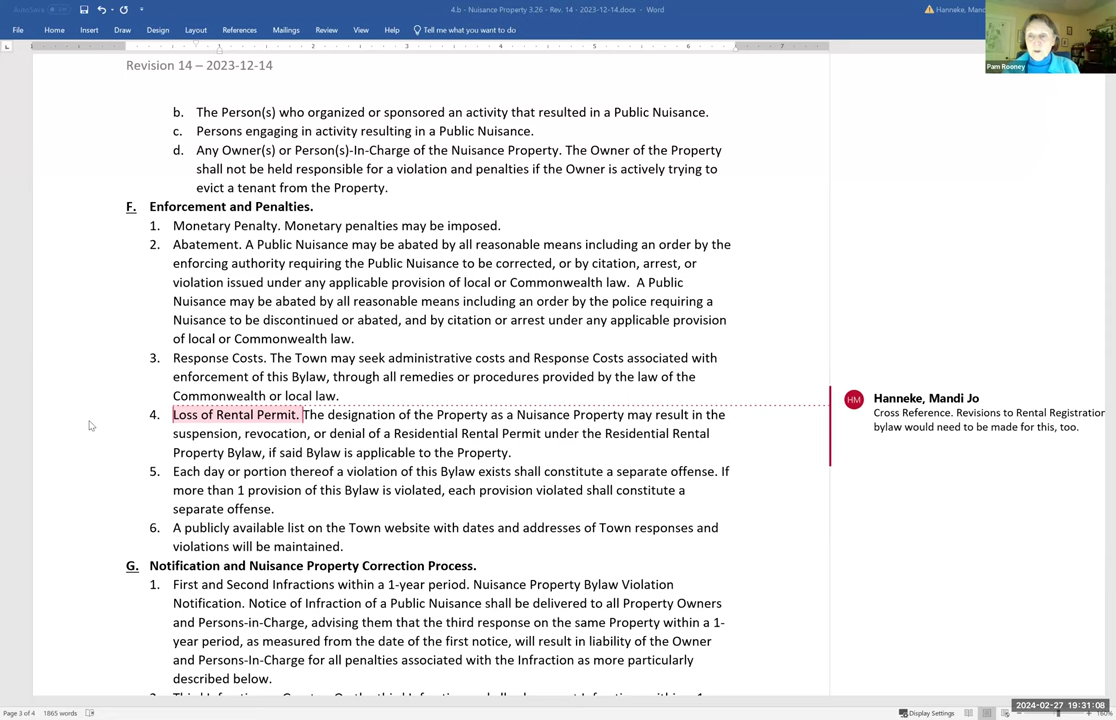 AutoSave Off
4.b - Nuisance Property 3.26 - Rev. 14 - 2023-12-14.docx - Word
Hanneke, Mandi
File Home Insert Draw Design Layout References Mailings Review View Help Tell me what you want to do
Pam Rooney
1 1 2 3 4 5 6 7
Revision 14 – 2023-12-14
b. The Person(s) who organized or sponsored an activity that resulted in a Public Nuisance.
c. Persons engaging in activity resulting in a Public Nuisance.
d. Any Owner(s) or Person(s)-In-Charge of the Nuisance Property. The Owner of the Property
shall not be held responsible for a violation and penalties if the Owner is actively trying to
evict a tenant from the Property.
F. Enforcement and Penalties.
1. Monetary Penalty. Monetary penalties may be imposed.
2. Abatement. A Public Nuisance may be abated by all reasonable means including an order by the
enforcing authority requiring the Public Nuisance to be corrected, or by citation, arrest, or
violation issued under any applicable provision of local or Commonwealth law. A Public
Nuisance may be abated by all reasonable means including an order by the police requiring a
Nuisance to be discontinued or abated, and by citation or arrest under any applicable provision
of local or Commonwealth law.
3. Response Costs. The Town may seek administrative costs and Response Costs associated with
enforcement of this Bylaw, through all remedies or procedures provided by the law of the
Commonwealth or local law.
4. Loss of Rental Permit. The designation of the Property as a Nuisance Property may result in the
suspension, revocation, or denial of a Residential Rental Permit under the Residential Rental
Property Bylaw, if said Bylaw is applicable to the Property.
5. Each day or portion thereof a violation of this Bylaw exists shall constitute a separate offense. If
more than 1 provision of this Bylaw is violated, each provision violated shall constitute a
separate offense.
6. A publicly available list on the Town website with dates and addresses of Town responses and
violations will be maintained.
G. Notification and Nuisance Property Correction Process.
1. First and Second Infractions within a 1-year period. Nuisance Property Bylaw Violation
Notification. Notice of Infraction of a Public Nuisance shall be delivered to all Property Owners
and Persons-in-Charge, advising them that the third response on the same Property within a 1-
year period, as measured from the date of the first notice, will result in liability of the Owner
and Persons-In-Charge for all penalties associated with the Infraction as more particularly
described below.
HM Hanneke, Mandi Jo
Cross Reference. Revisions to Rental Registration
bylaw would need to be made for this, too.
Page 3 of 4 1865 words
Display Settings
2024-02-27 19:31:08